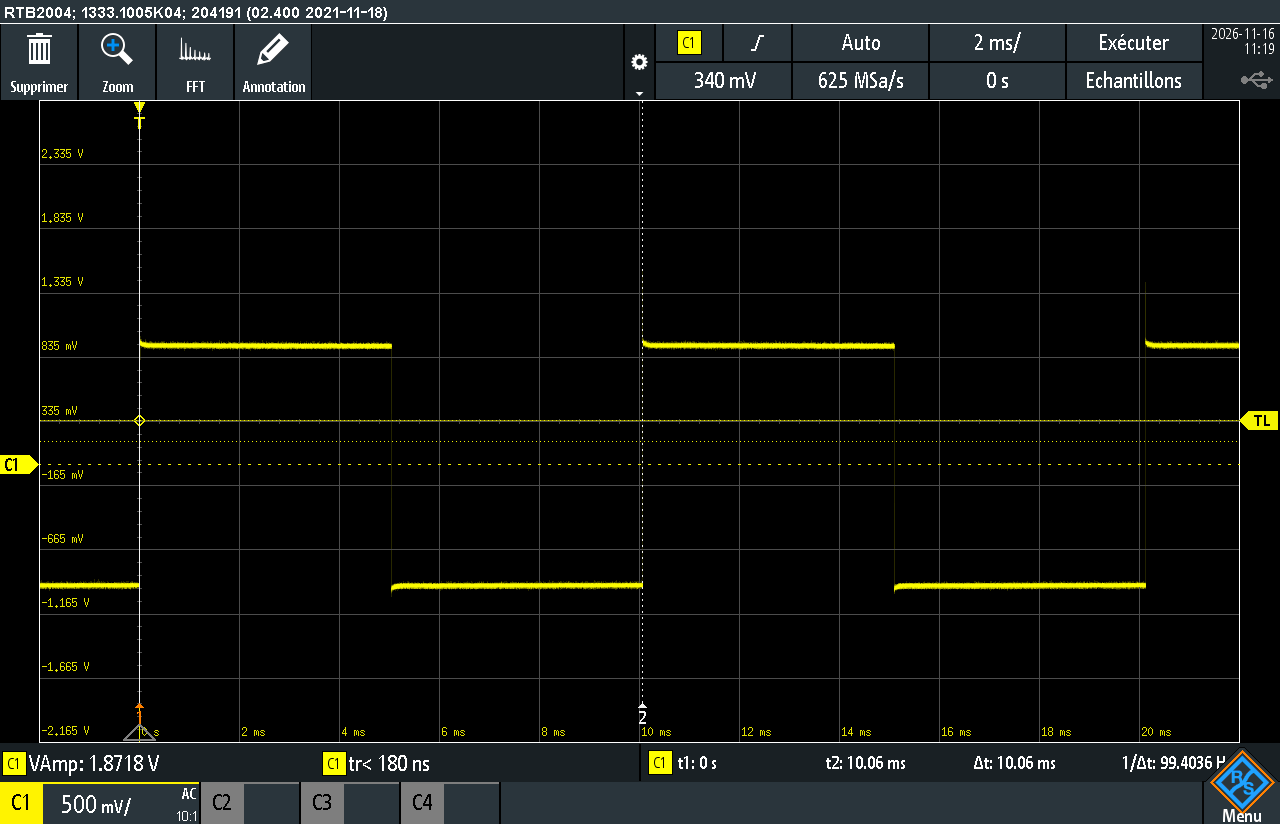 RTB2004; 1333.1005K04; 204191 (02.400 2021-11-18)
Supprimer
Zoom
FFT
Annotation
C1
Auto
2 ms/
Exécuter
340 mV
625 MSa/s
0 s
Echantillons
2026-11-16
11:19
T
2,335 V
1,835 V
1,335 V
835 mV
335 mV
TL
C1
-165 mV
-665 mV
-1,165 V
-1,665 V
-2,165 V
1
2
0 s
2 ms
4 ms
6 ms
8 ms
10 ms
12 ms
14 ms
16 ms
18 ms
20 ms
C1 VAmp: 1.8718 V
C1 tr< 180 ns
C1 t1: 0 s
t2: 10.06 ms
Δt: 10.06 ms
1/Δt: 99.4036
C1
500 mV/
AC
10:1
C2
C3
C4
R S
Menu